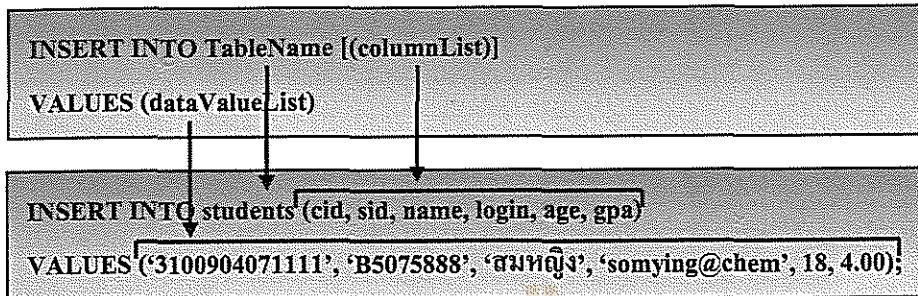 INSERT INTO TableName [(columnList)]
VALUES (dataValueList)
INSERT INTO students (cid, sid, name, login, age, gpa)
VALUES (‘3100904071111’, ‘B5075888’, ‘สมหญิง’, ‘somying@chem’, 18, 4.00);